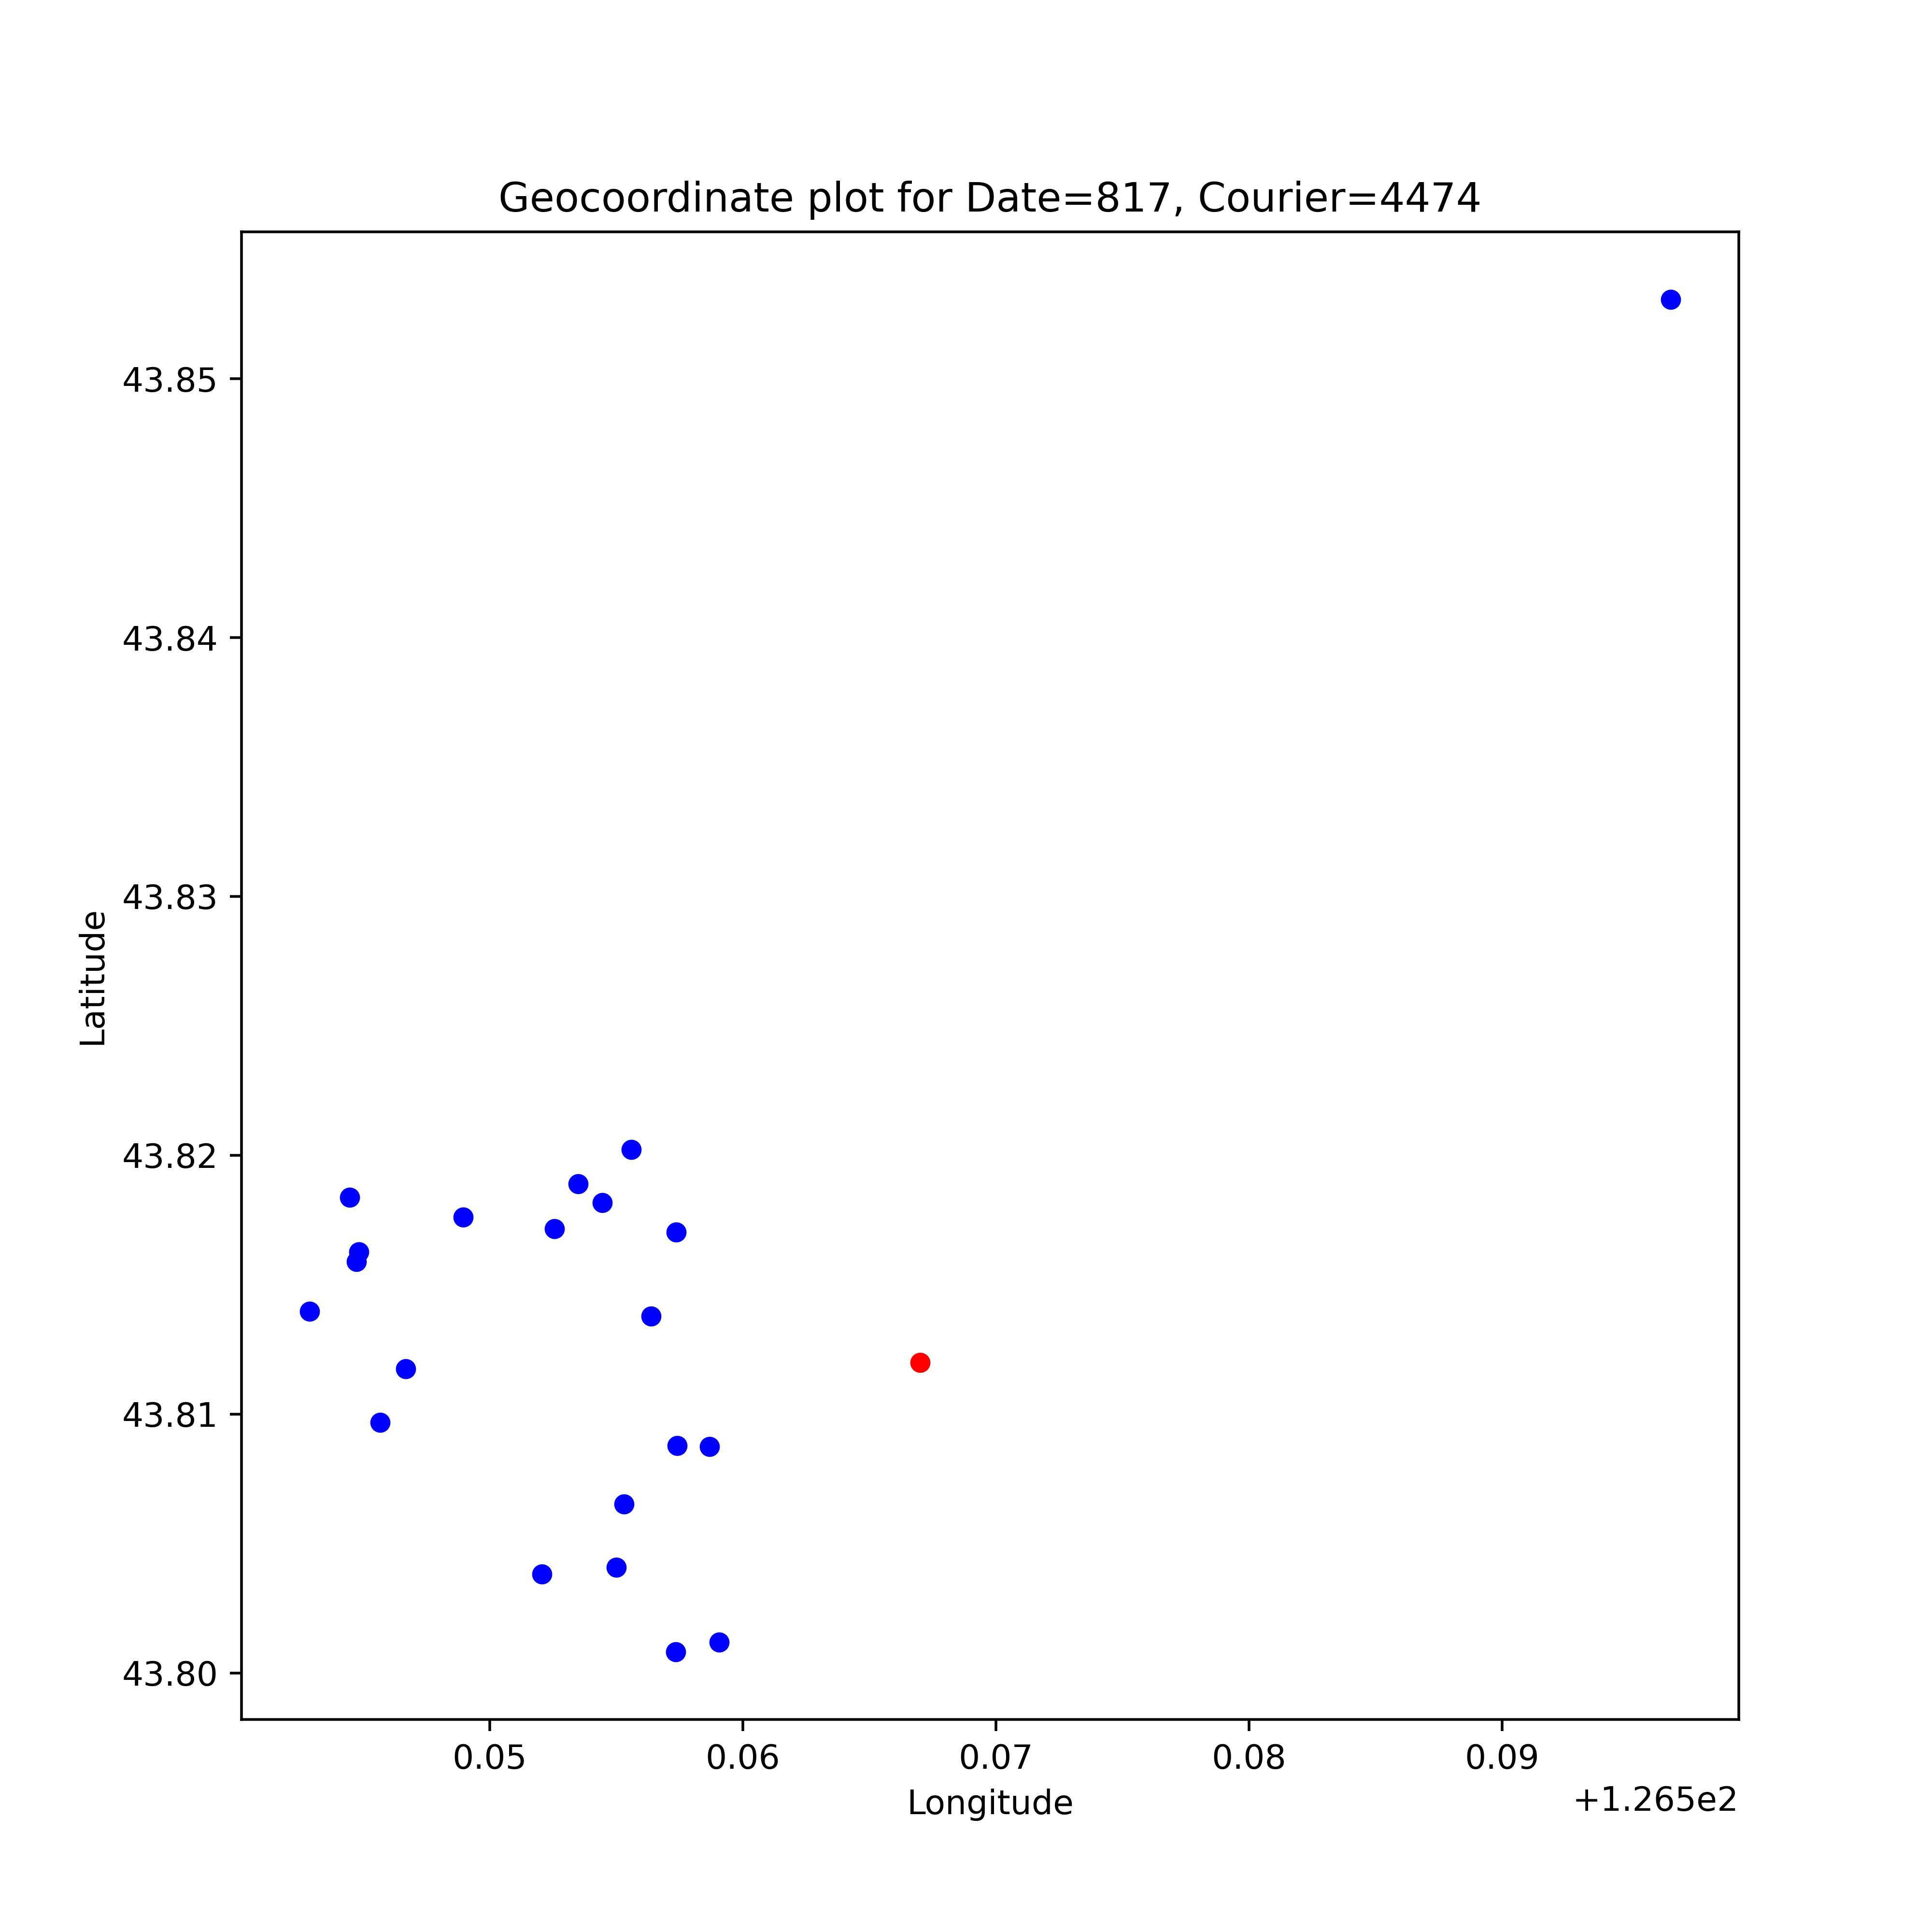 Geocoordinate plot for Date=817, Courier=4474
43.85
43.84
43.83
43.82
43.81
43.80
Latitude
0.05 0.06 0.07 0.08 0.09
+1.265e2
Longitude